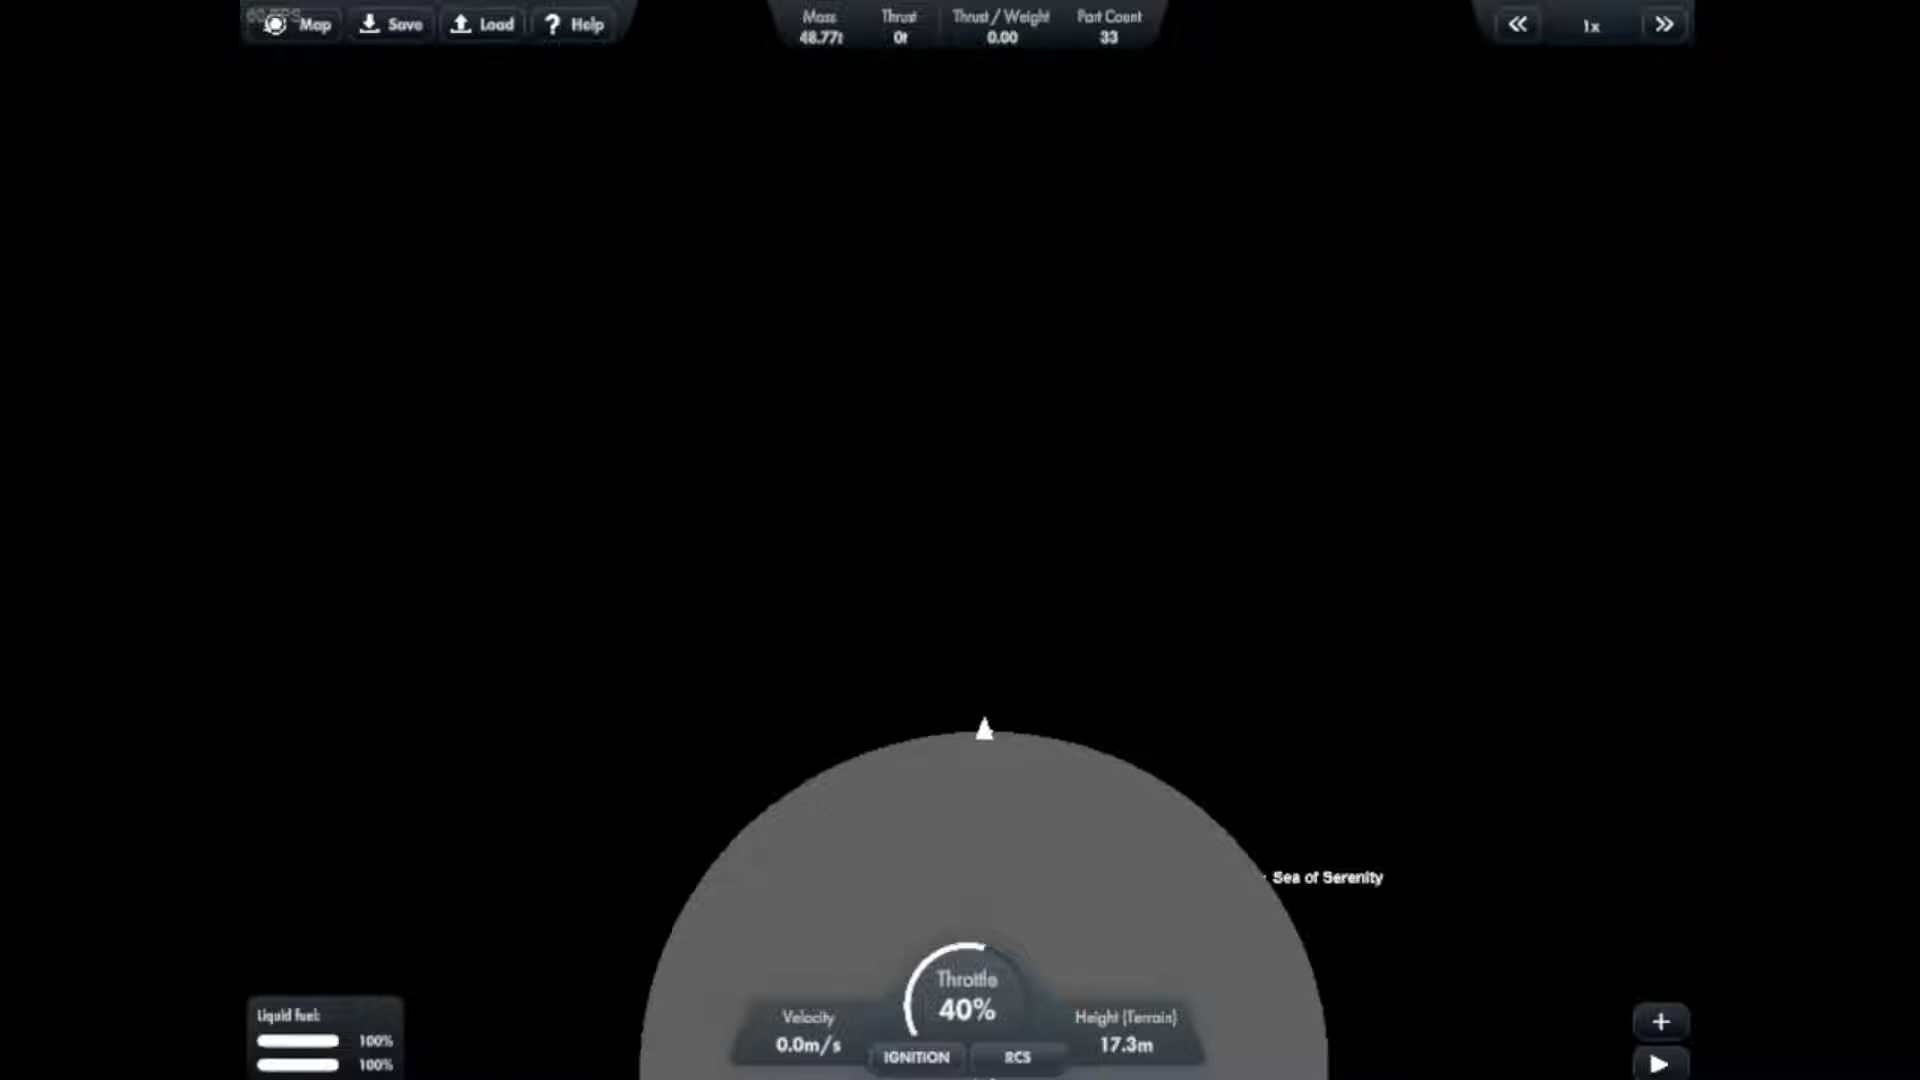 Map Save Load Help
Mass Thrust Thrust / Weight Part Count
48.77t 0t 0.00 33
1x
Sea of Serenity
Throttle
40%
Velocity
0.0m/s
Height (Terrain)
17.3m
IGNITION RCS
Liquid fuel:
100%
100%